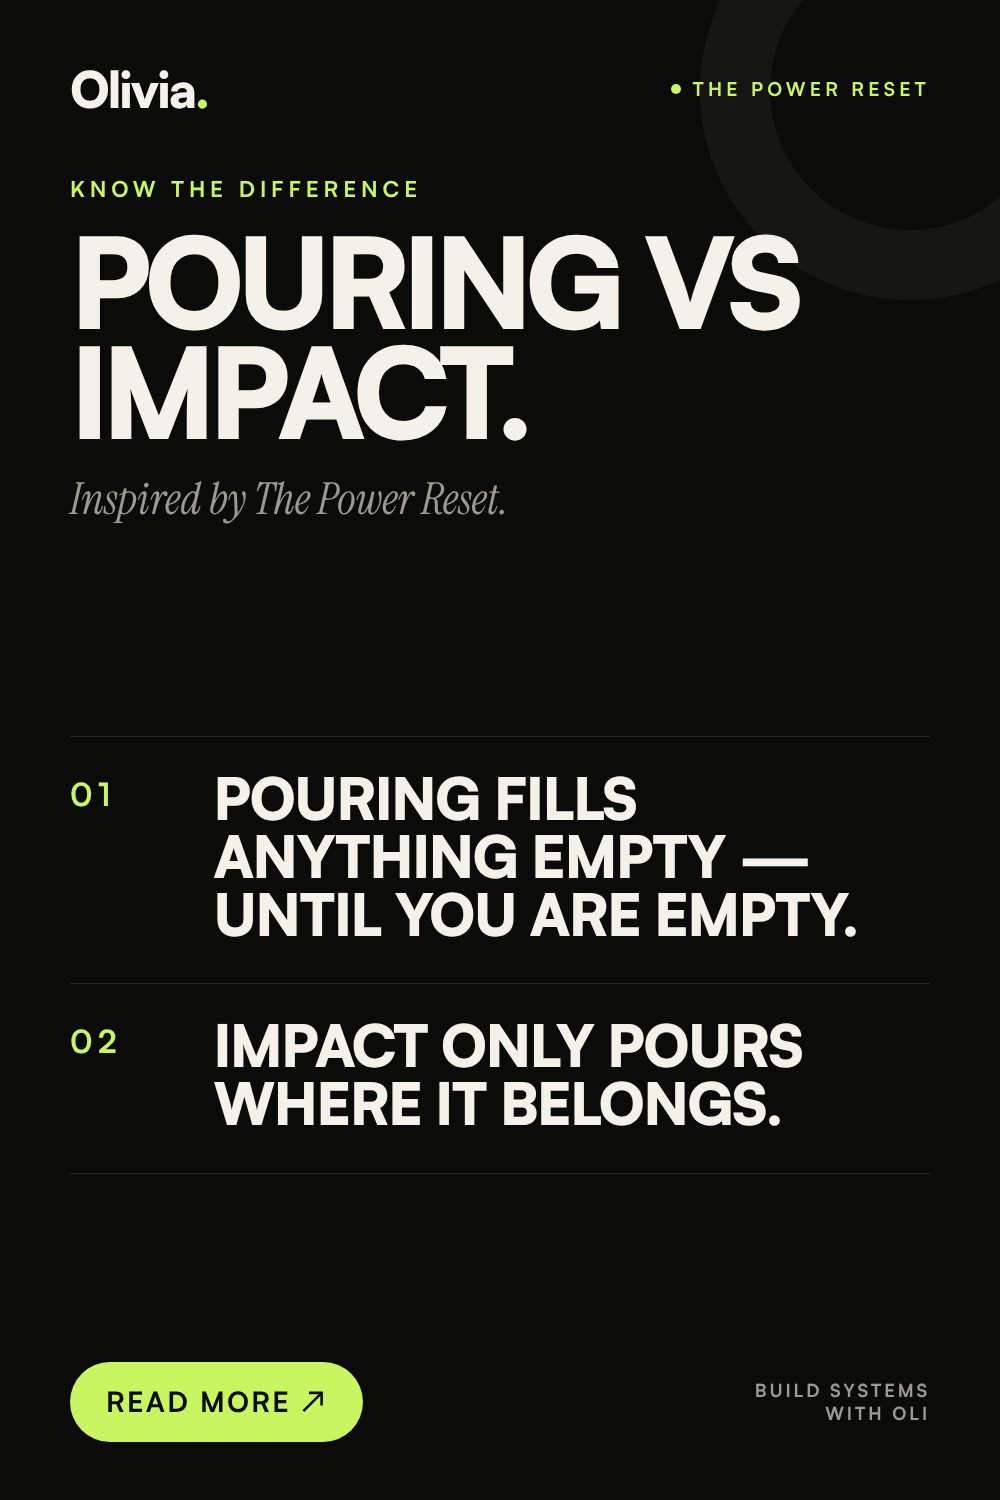 Olivia.
• THE POWER RESET
KNOW THE DIFFERENCE
POURING VS
IMPACT.
Inspired by The Power Reset.
01
POURING FILLS
ANYTHING EMPTY —
UNTIL YOU ARE EMPTY.
02
IMPACT ONLY POURS
WHERE IT BELONGS.
READ MORE ↗
BUILD SYSTEMS
WITH OLI